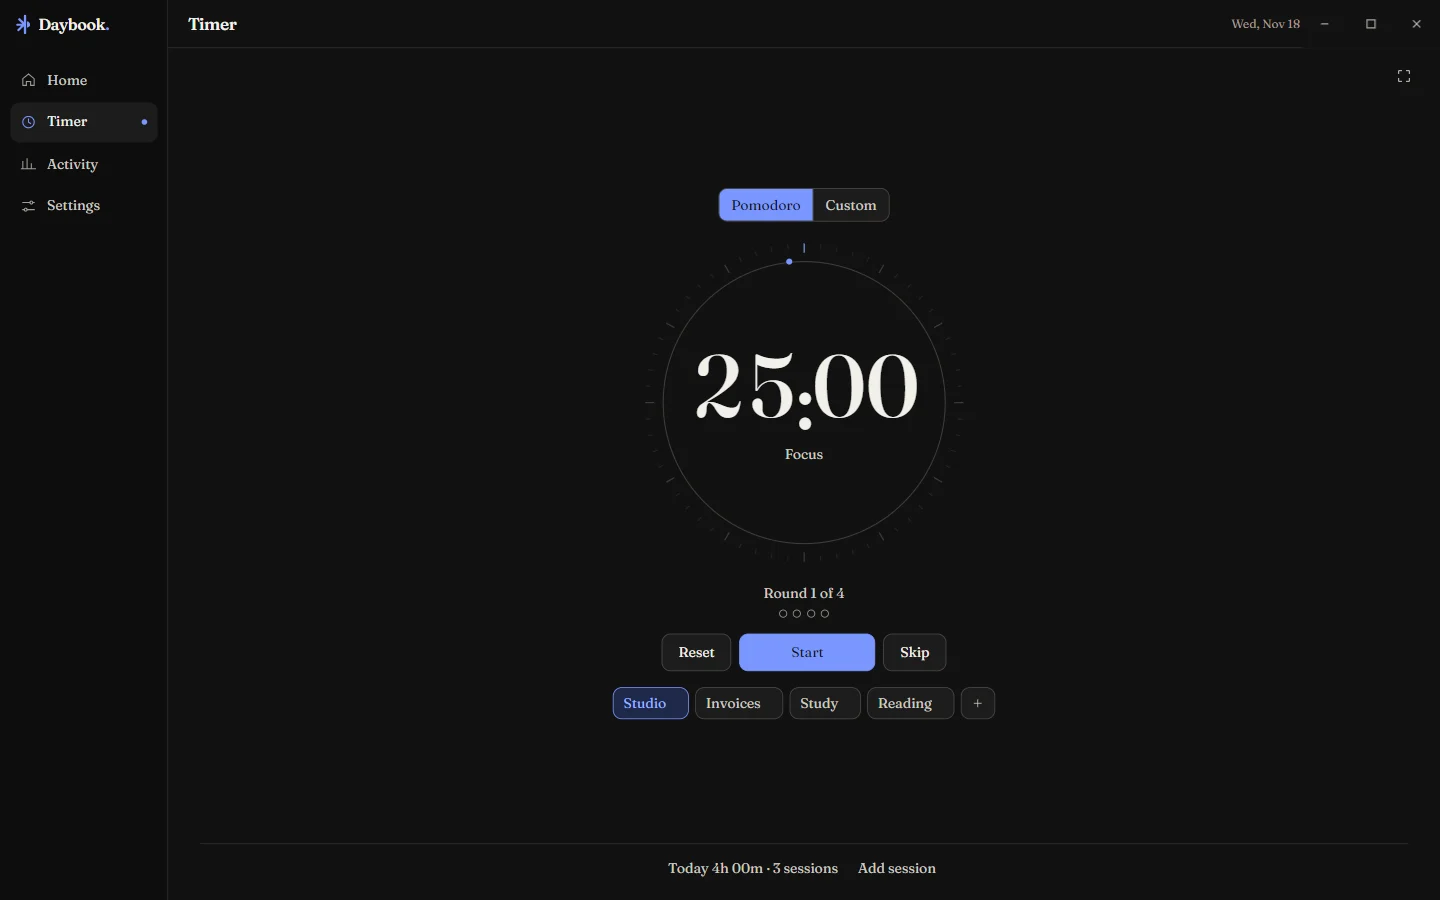 Daybook.
Timer
Wed, Nov 18
Home
Timer
Activity
Settings
Pomodoro
Custom
25:00
Focus
Round 1 of 4
Reset
Start
Skip
Studio
Invoices
Study
Reading
+
Today 4h 00m · 3 sessions
Add session